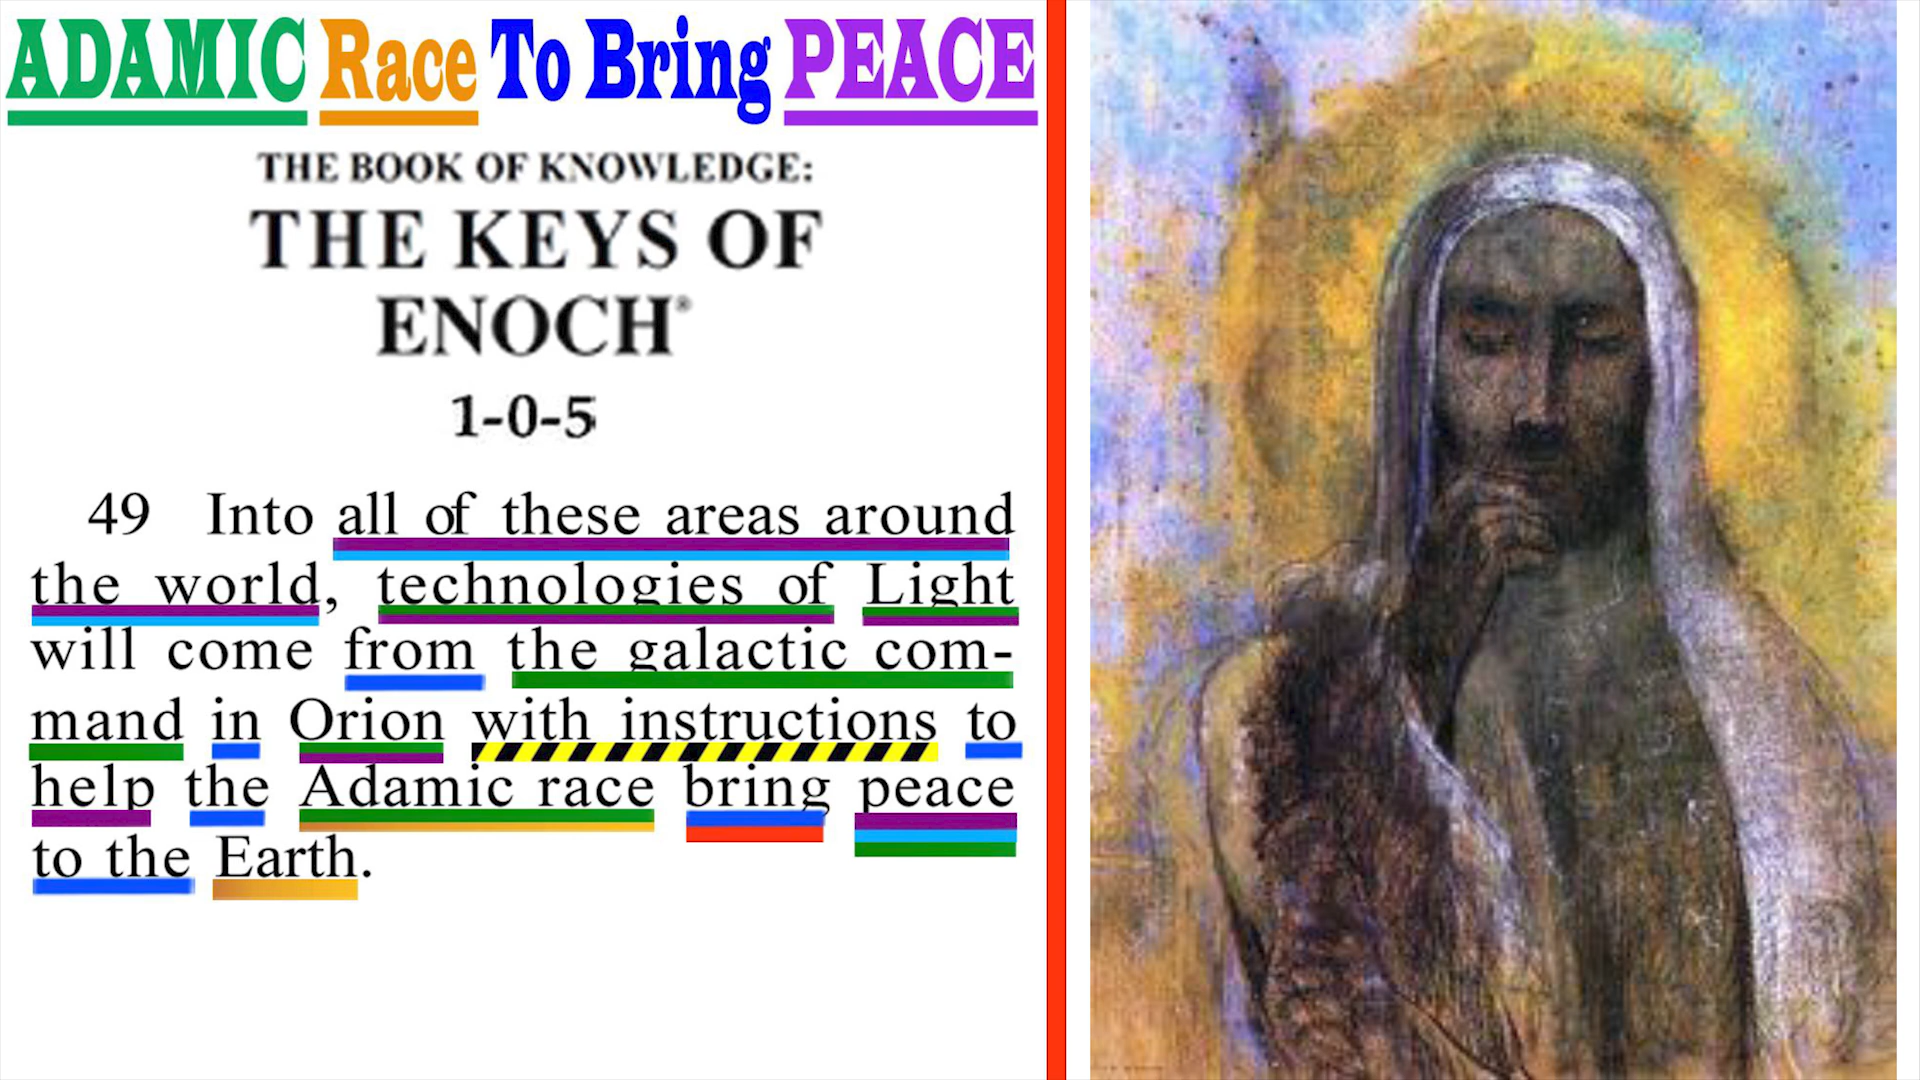 ADAMIC Race To Bring PEACE
THE BOOK OF KNOWLEDGE:
THE KEYS OF
ENOCH®
1-0-5
49 Into all of these areas around
the world, technologies of Light
will come from the galactic com-
mand in Orion with instructions to
help the Adamic race bring peace
to the Earth.